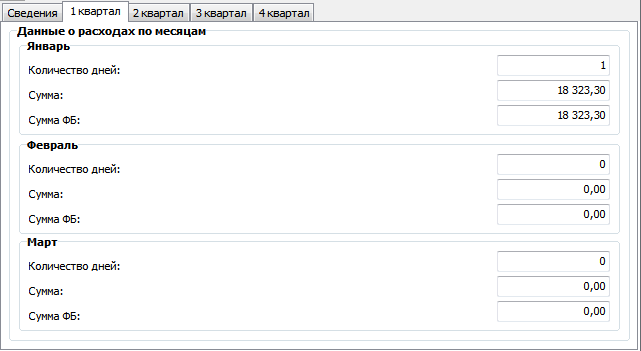 Сведения 1 квартал 2 квартал 3 квартал 4 квартал
Данные о расходах по месяцам
Январь
Количество дней: 1
Сумма: 18 323,30
Сумма ФБ: 18 323,30
Февраль
Количество дней: 0
Сумма: 0,00
Сумма ФБ: 0,00
Март
Количество дней: 0
Сумма: 0,00
Сумма ФБ: 0,00